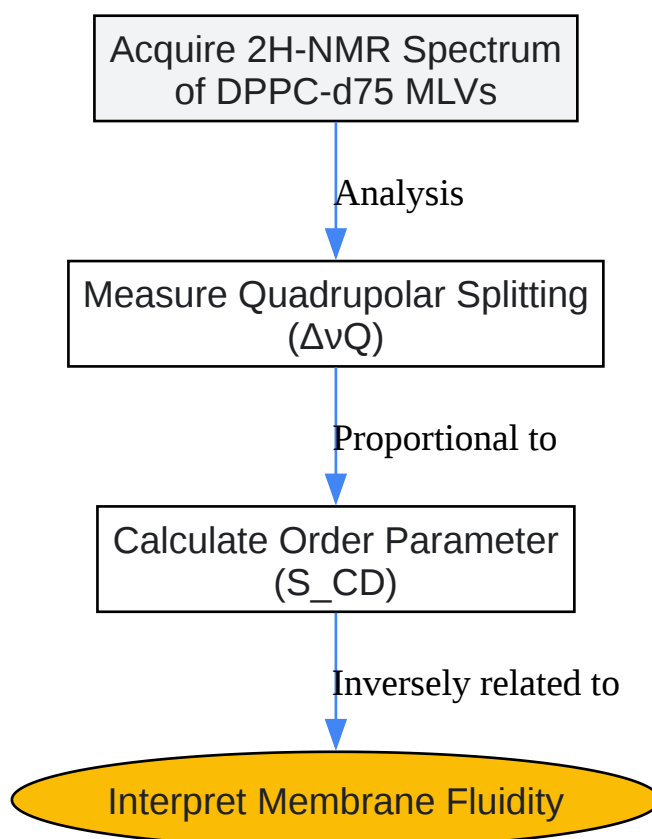 Acquire 2H-NMR Spectrum
of DPPC-d75 MLVs
Analysis
Measure Quadrupolar Splitting
(ΔνQ)
Proportional to
Calculate Order Parameter
(S_CD)
Inversely related to
Interpret Membrane Fluidity